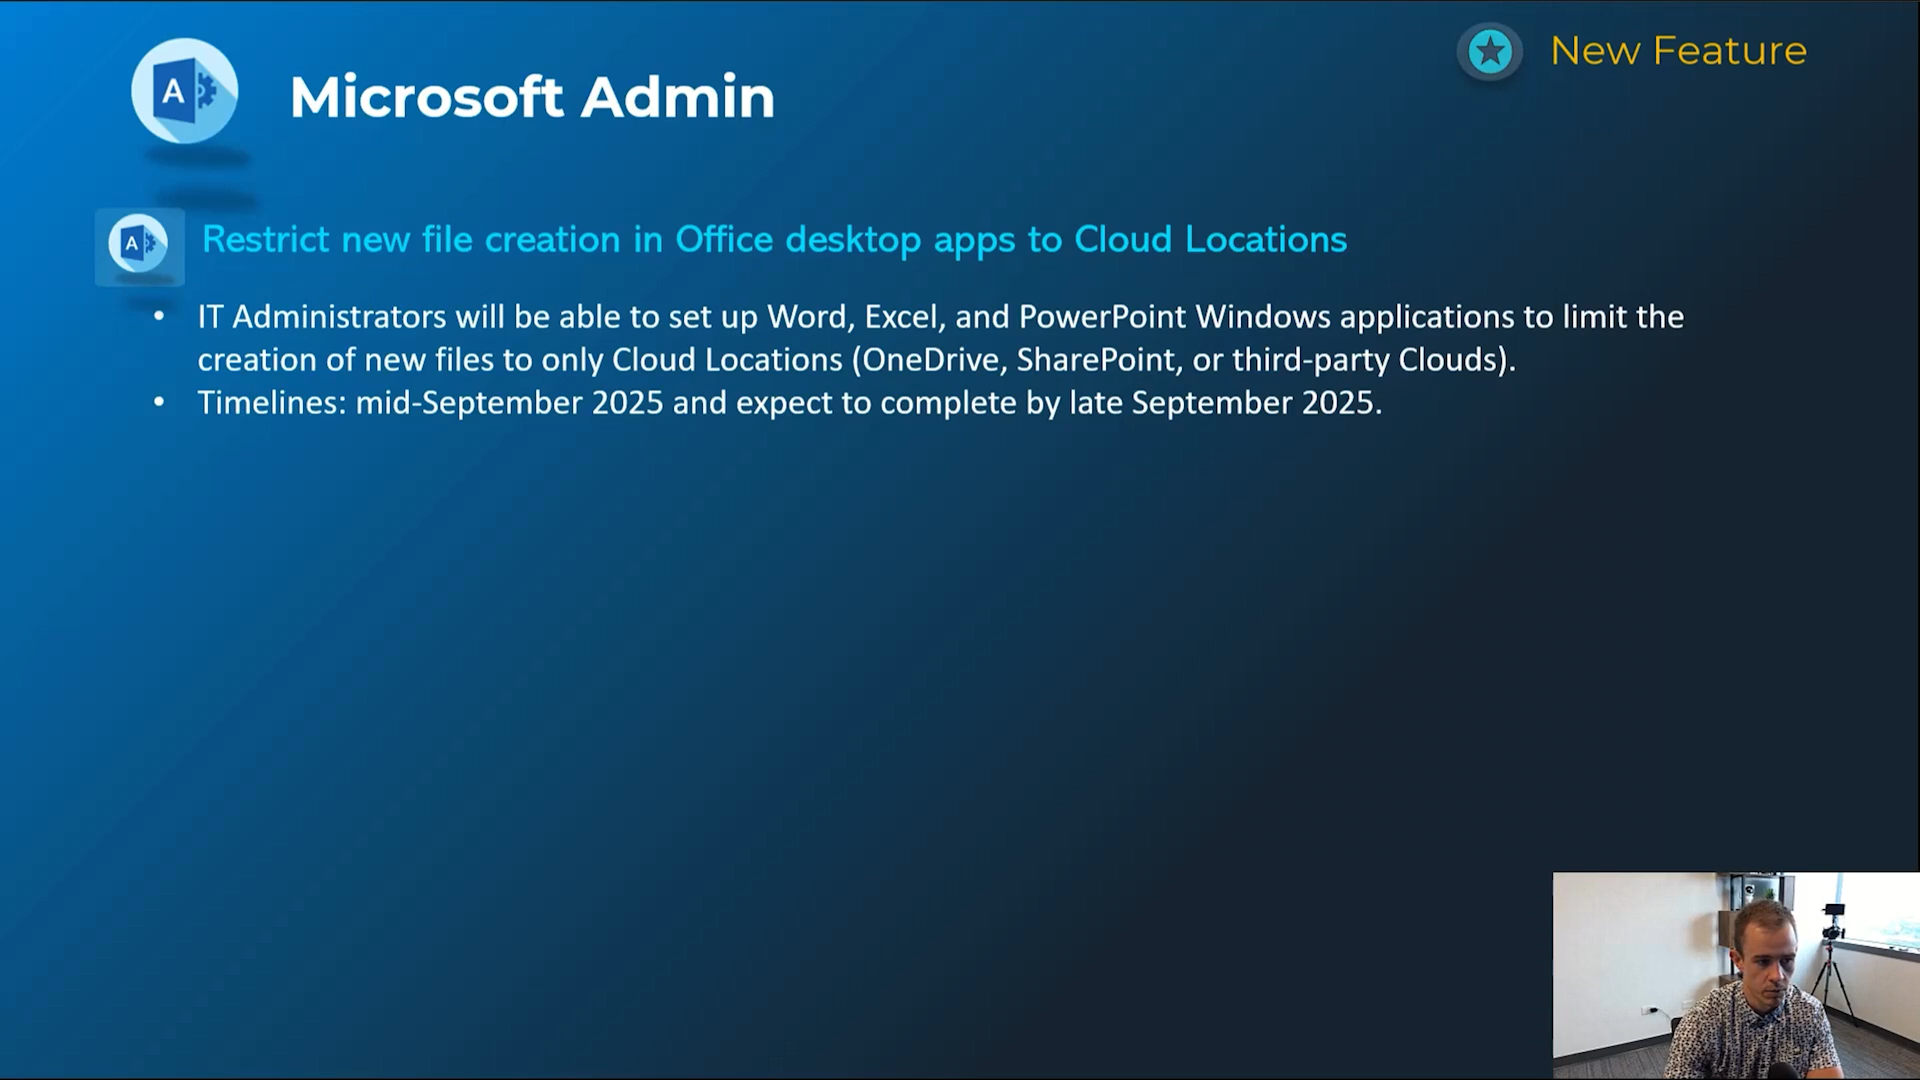 New Feature
A
Microsoft Admin
A
Restrict new file creation in Office desktop apps to Cloud Locations
• IT Administrators will be able to set up Word, Excel, and PowerPoint Windows applications to limit the
creation of new files to only Cloud Locations (OneDrive, SharePoint, or third-party Clouds).
• Timelines: mid-September 2025 and expect to complete by late September 2025.